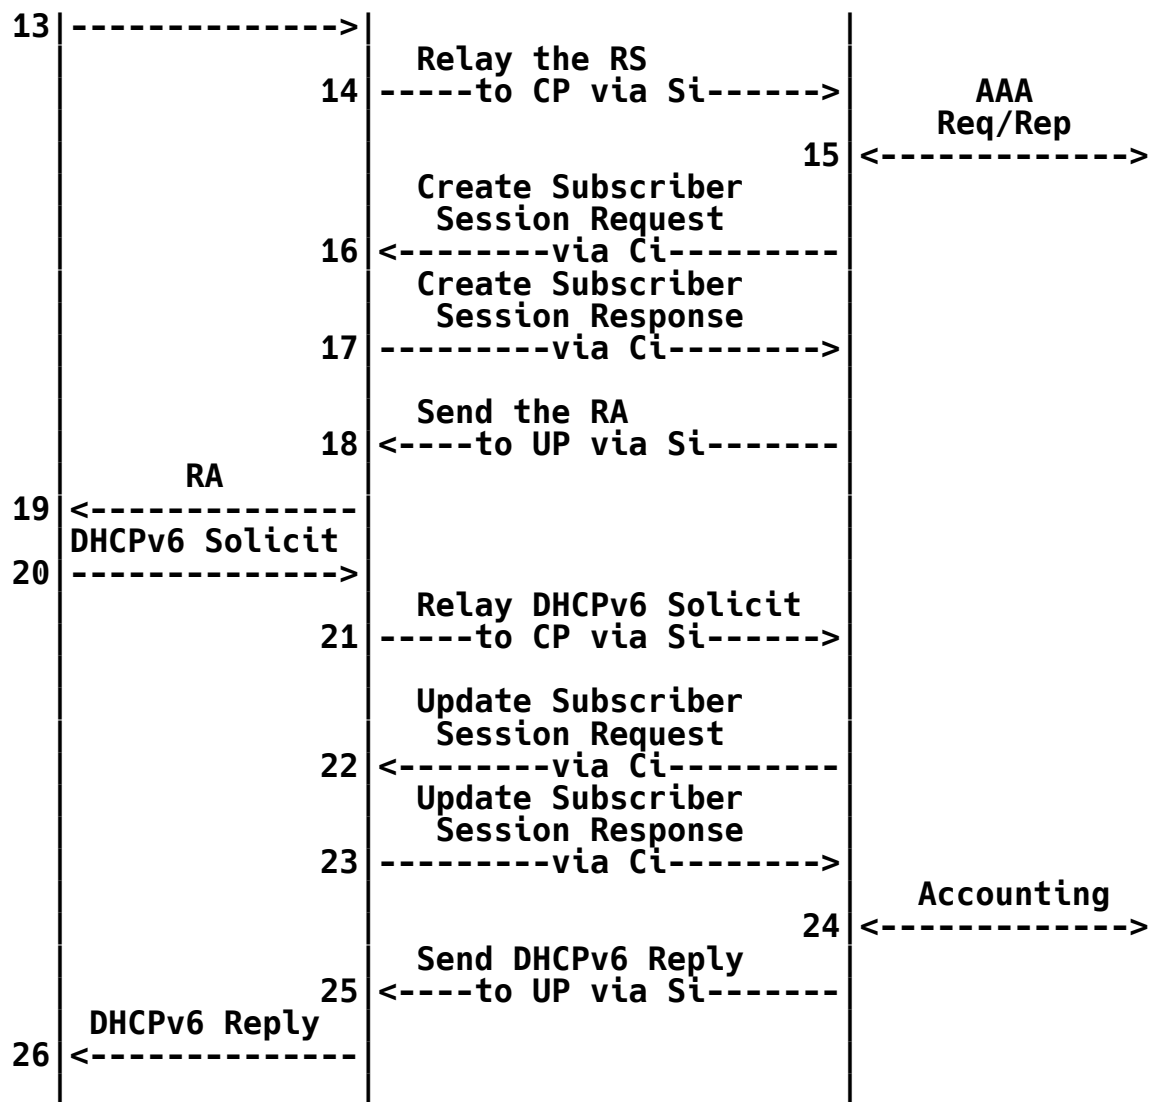 13|-------------->|
Relay the RS
14|-----to CP via Si------>| AAA
Req/Rep
15|<------------->
Create Subscriber
Session Request
16|<--------via Ci---------
Create Subscriber
Session Response
17|---------via Ci-------->
Send the RA
18|<----to UP via Si-------
RA
19|<--------------
DHCPv6 Solicit
20|-------------->
Relay DHCPv6 Solicit
21|-----to CP via Si------>
Update Subscriber
Session Request
22|<--------via Ci---------
Update Subscriber
Session Response
23|---------via Ci-------->
Accounting
24|<------------->
Send DHCPv6 Reply
25|<----to UP via Si-------
DHCPv6 Reply
26|<--------------